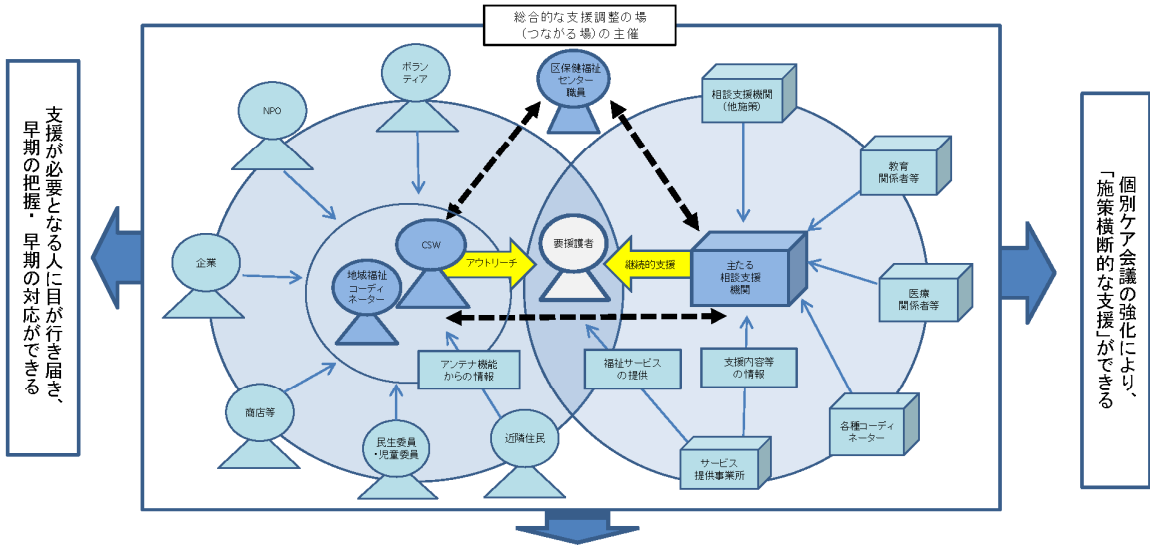 総合的な支援調整の場
(つながる場)の主催
支援が必要となる人に目が行き届き、
早期の把握・早期の対応ができる
ボラン
ティア
区保健福祉
センター
職員
相談支援機関
(他施策)
NPO
教育
関係者等
CSW
アウトリーチ
要援護者
継続的支援
主たる
相談支援
機関
企業
地域福祉
コーディ
ネーター
医療
関係者等
アンテナ機能
からの情報
福祉サービス
の提供
支援内容等
の情報
商店等
民生委員
・児童委員
近隣住民
サービス
提供事業所
各種コーディ
ネーター
個別ケア会議の強化により、
「施策横断的な支援」ができる